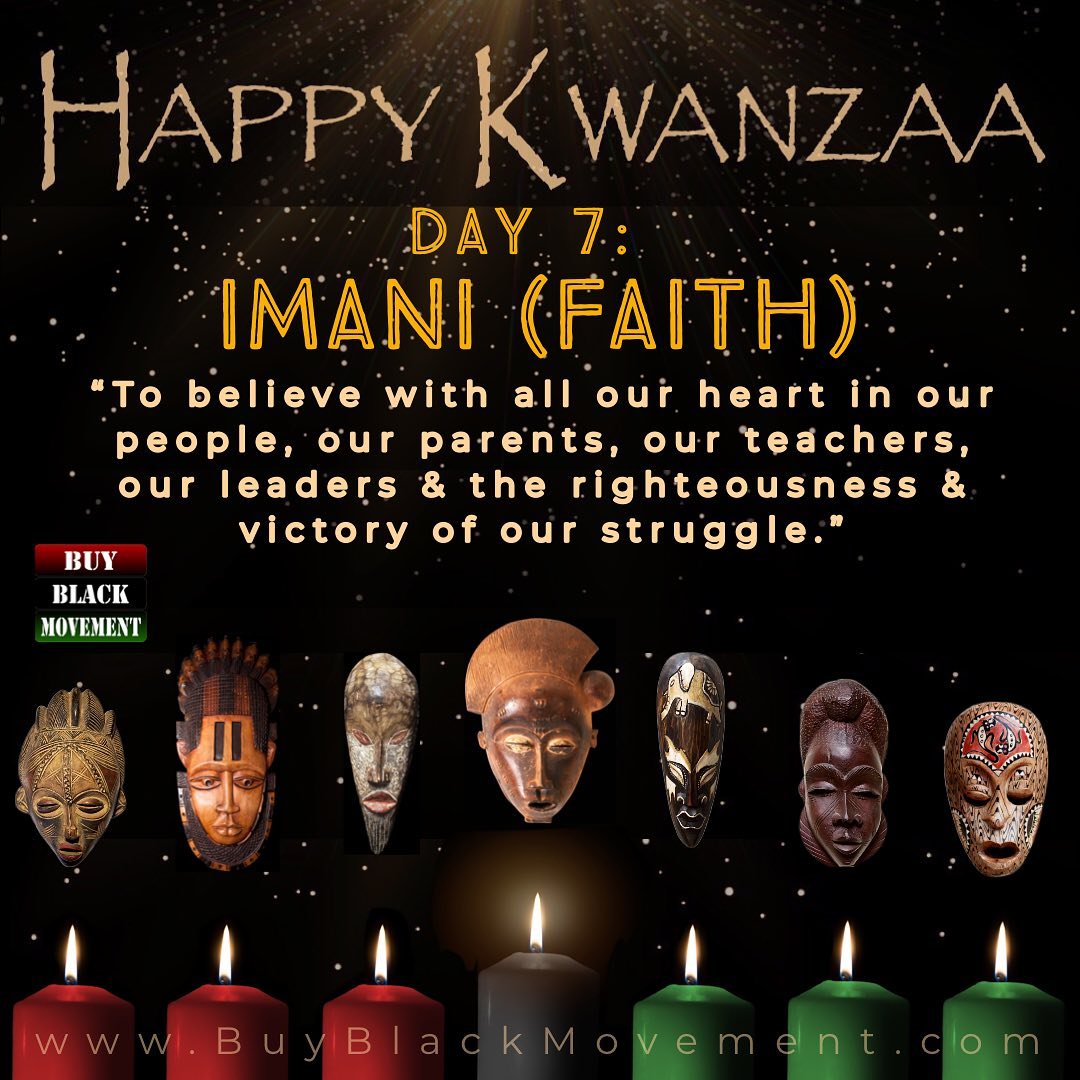 HAPPY KWANZAA
DAY 7:
IMANI (FAITH)
“To believe with all our heart in our
people, our parents, our teachers,
our leaders & the righteousness &
victory of our struggle.”
BUY
BLACK
MOVEMENT
www.BuyBlackMovement.com